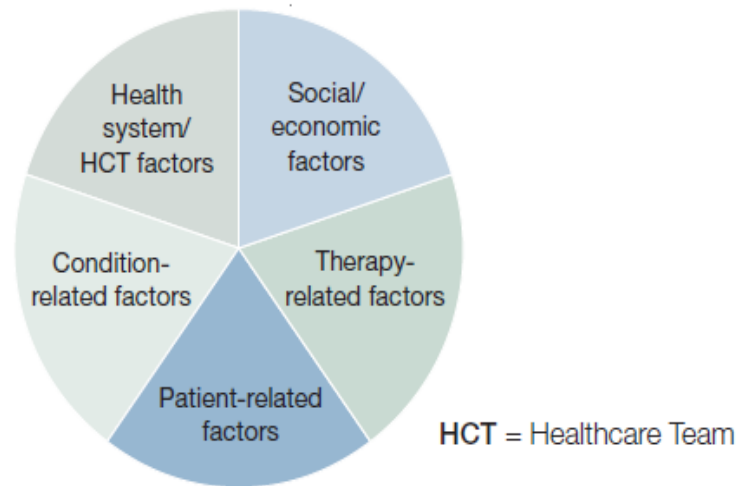 Health
system/
HCT factors
Social/
economic
factors
Condition-
related factors
Therapy-
related factors
Patient-related
factors
HCT = Healthcare Team